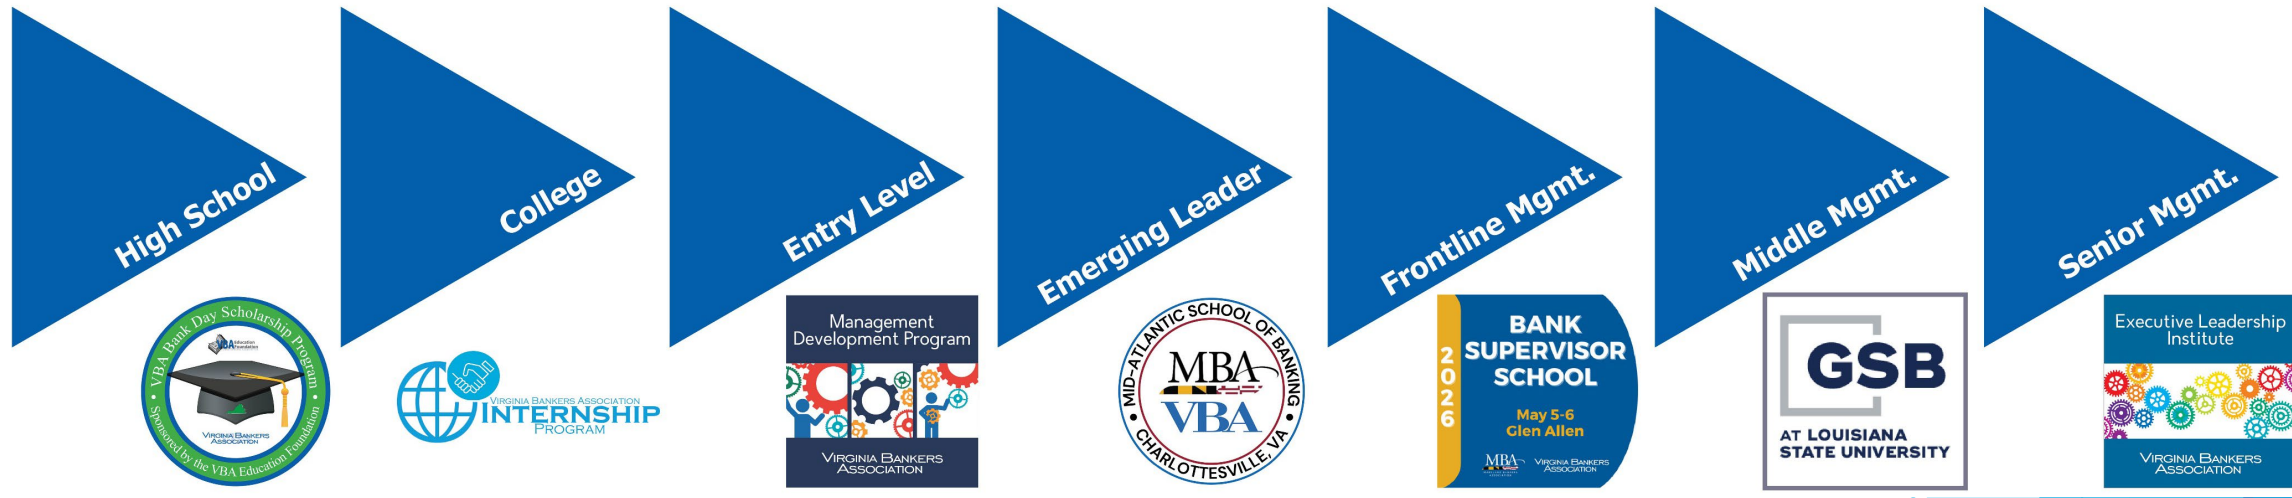 High School
College
Entry Level
Emerging Leader
Frontline Mgmt.
Middle Mgmt.
Senior Mgmt.
VBA Bank Day Scholarship Program
VBA Education
Foundation
VIRGINIA BANKERS
ASSOCIATION
Sponsored by the VBA Education Foundation
VIRGINIA BANKERS ASSOCIATION
INTERNSHIP
PROGRAM
Management
Development Program
VIRGINIA BANKERS
ASSOCIATION
MID-ATLANTIC SCHOOL OF BANKING
MBA
VBA
CHARLOTTESVILLE, VA
2026
BANK
SUPERVISOR
SCHOOL
May 5-6
Glen Allen
MBA
VIRGINIA BANKERS
ASSOCIATION
GSB
AT LOUISIANA
STATE UNIVERSITY
Executive Leadership
Institute
VIRGINIA BANKERS
ASSOCIATION